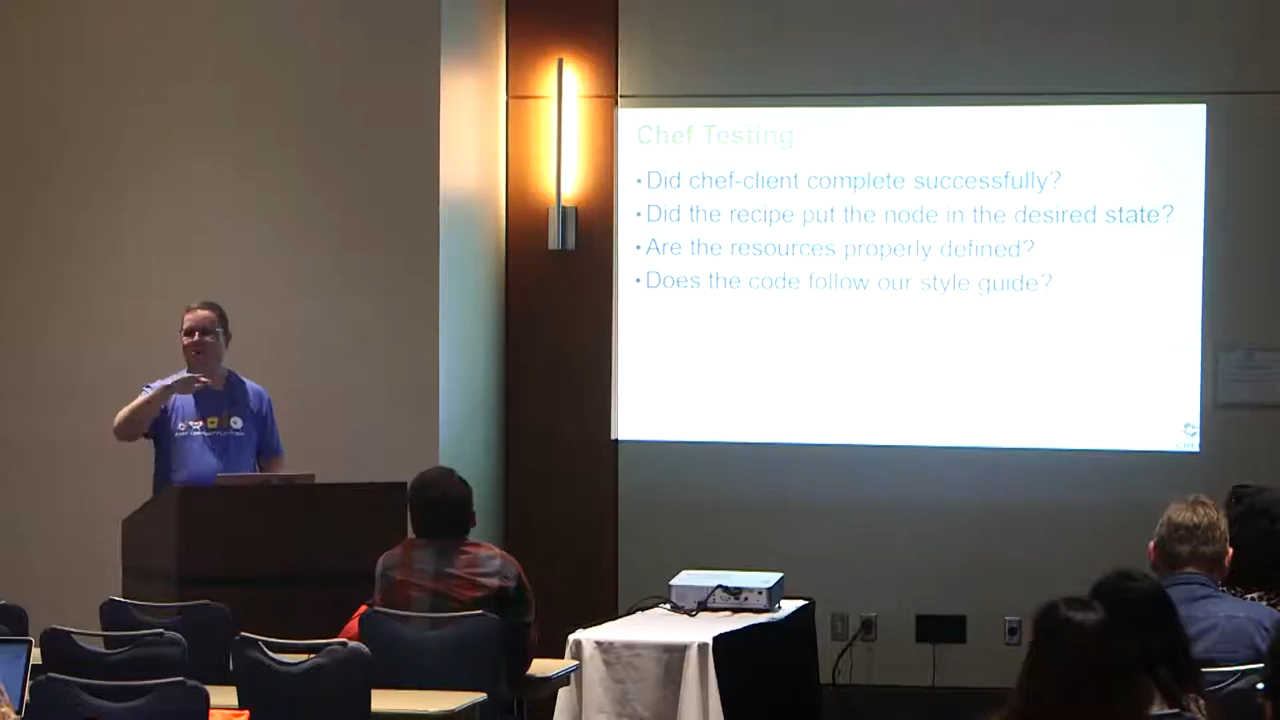 Chef Testing
•Did chef-client complete successfully?
•Did the recipe put the node in the desired state?
•Are the resources properly defined?
•Does the code follow our style guide?
CHEF